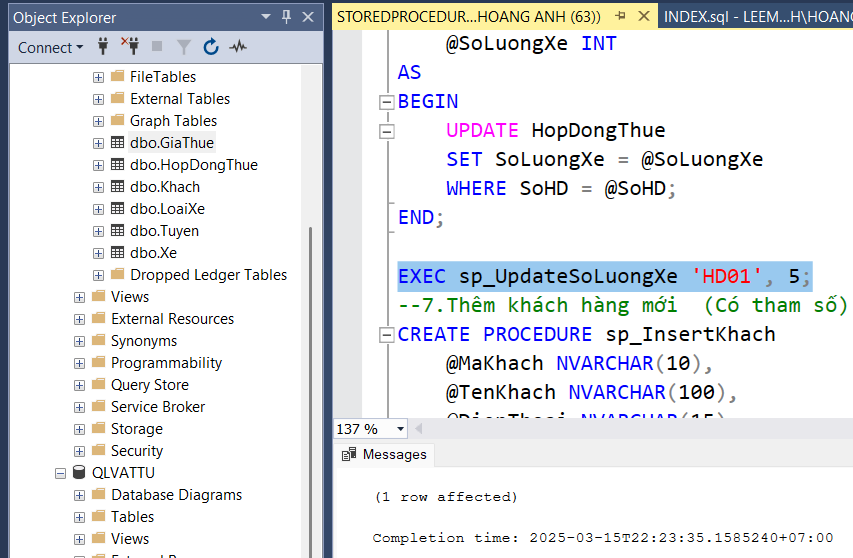 Object Explorer
Connect
FileTables
External Tables
Graph Tables
dbo.GiaThue
dbo.HopDongThue
dbo.Khach
dbo.LoaiXe
dbo.Tuyen
dbo.Xe
Dropped Ledger Tables
Views
External Resources
Synonyms
Programmability
Query Store
Service Broker
Storage
Security
QLVATTU
Database Diagrams
Tables
Views
STOREDPROCEDUR...HOANG ANH (63))
INDEX.sql - LEEM...H\HOANG
@SoLuongXe INT
AS
BEGIN
UPDATE HopDongThue
SET SoLuongXe = @SoLuongXe
WHERE SoHD = @SoHD;
END;
EXEC sp_UpdateSoLuongXe 'HD01', 5;
--7.Thêm khách hàng mới (Có tham số)
CREATE PROCEDURE sp_InsertKhach
@MaKhach NVARCHAR(10),
@TenKhach NVARCHAR(100),
@DienThoai NVARCHAR(15)
137 %
Messages
(1 row affected)
Completion time: 2025-03-15T22:23:35.1585240+07:00